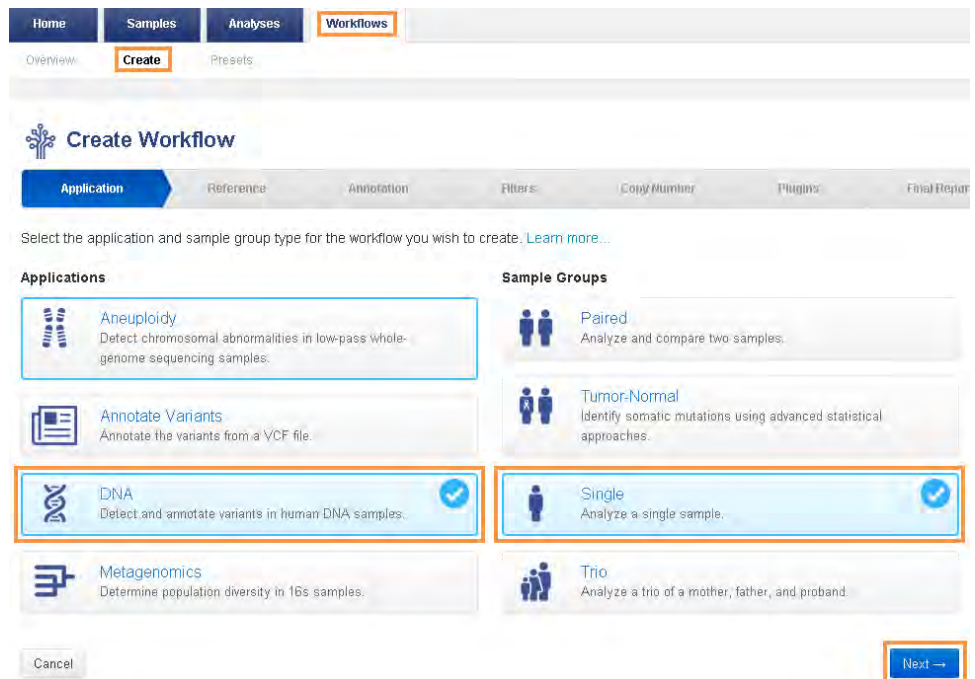 Home Samples Analyses Workflows
Overview Create Presets
Create Workflow
Application Reference Annotation Filters Copy Number Plugins Final Repor
Select the application and sample group type for the workflow you wish to create. Learn more...
Applications
Aneuploidy
Detect chromosomal abnormalities in low-pass whole-
genome sequencing samples.
Annotate Variants
Annotate the variants from a VCF file.
DNA
Detect and annotate variants in human DNA samples.
Metagenomics
Determine population diversity in 16s samples.
Sample Groups
Paired
Analyze and compare two samples.
Tumor-Normal
Identify somatic mutations using advanced statistical
approaches.
Single
Analyze a single sample.
Trio
Analyze a trio of a mother, father, and proband.
Cancel
Next →